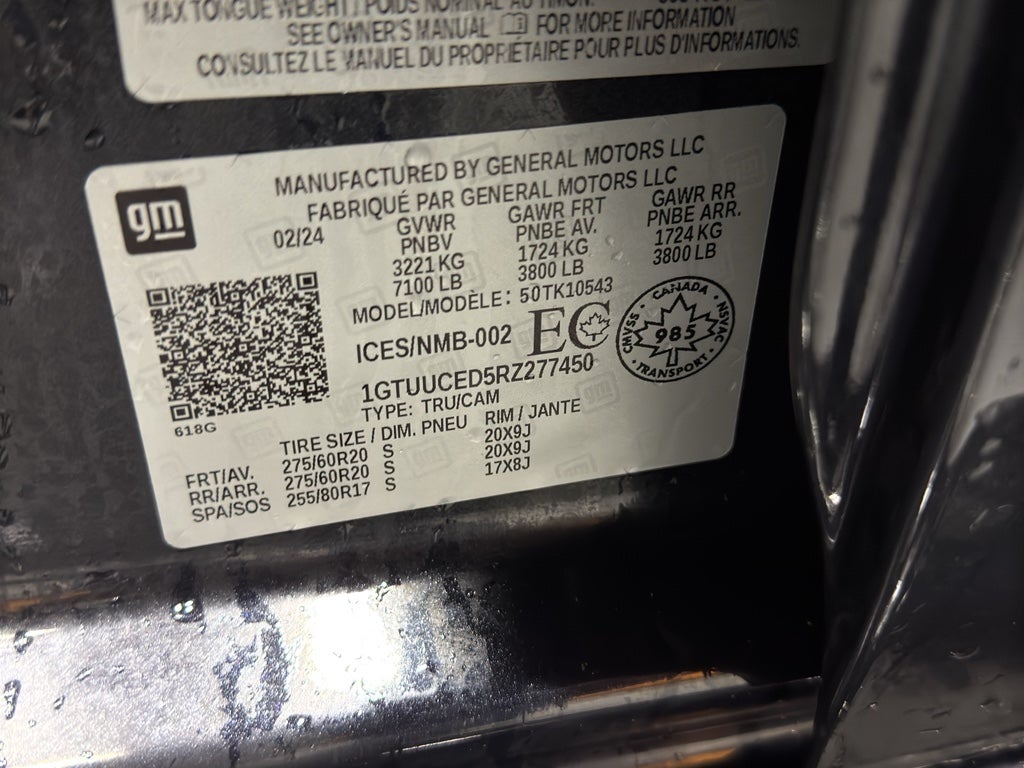 MAX TONGUE WEIGHT / POIDS NOMINAL AU TIMON:
SEE OWNER'S MANUAL FOR MORE INFORMATION
CONSULTEZ LE MANUEL DU PROPRIÉTAIRE POUR PLUS D'INFORMATIONS.
gm
MANUFACTURED BY GENERAL MOTORS LLC
FABRIQUÉ PAR GENERAL MOTORS LLC
02/24 GVWR GAWR FRT GAWR RR
PNBV PNBE AV. PNBE ARR.
3221 KG 1724 KG 1724 KG
7100 LB 3800 LB 3800 LB
MODEL/MODÈLE: 50TK10543
ICES/NMB-002 EC
CANADA
CMVSS 985 NSVAC
TRANSPORT
1GTUUCED5RZ277450
TYPE: TRU/CAM
618G
TIRE SIZE / DIM. PNEU RIM / JANTE
FRT/AV. 275/60R20 S 20X9J
RR/ARR. 275/60R20 S 20X9J
SPA/SOS 255/80R17 S 17X8J